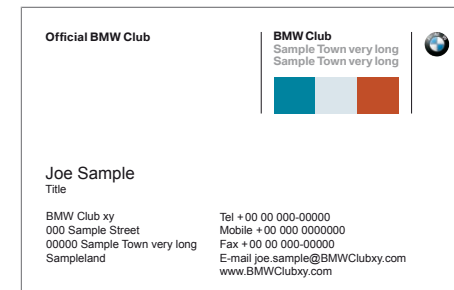 Official BMW Club
BMW Club
Sample Town very long
Sample Town very long
Joe Sample
Title
BMW Club xy
000 Sample Street
00000 Sample Town very long
Sampleland
Tel +00 00 000-00000
Mobile +00 000 0000000
Fax +00 00 000-00000
E-mail joe.sample@BMWClubxy.com
www.BMWClubxy.com